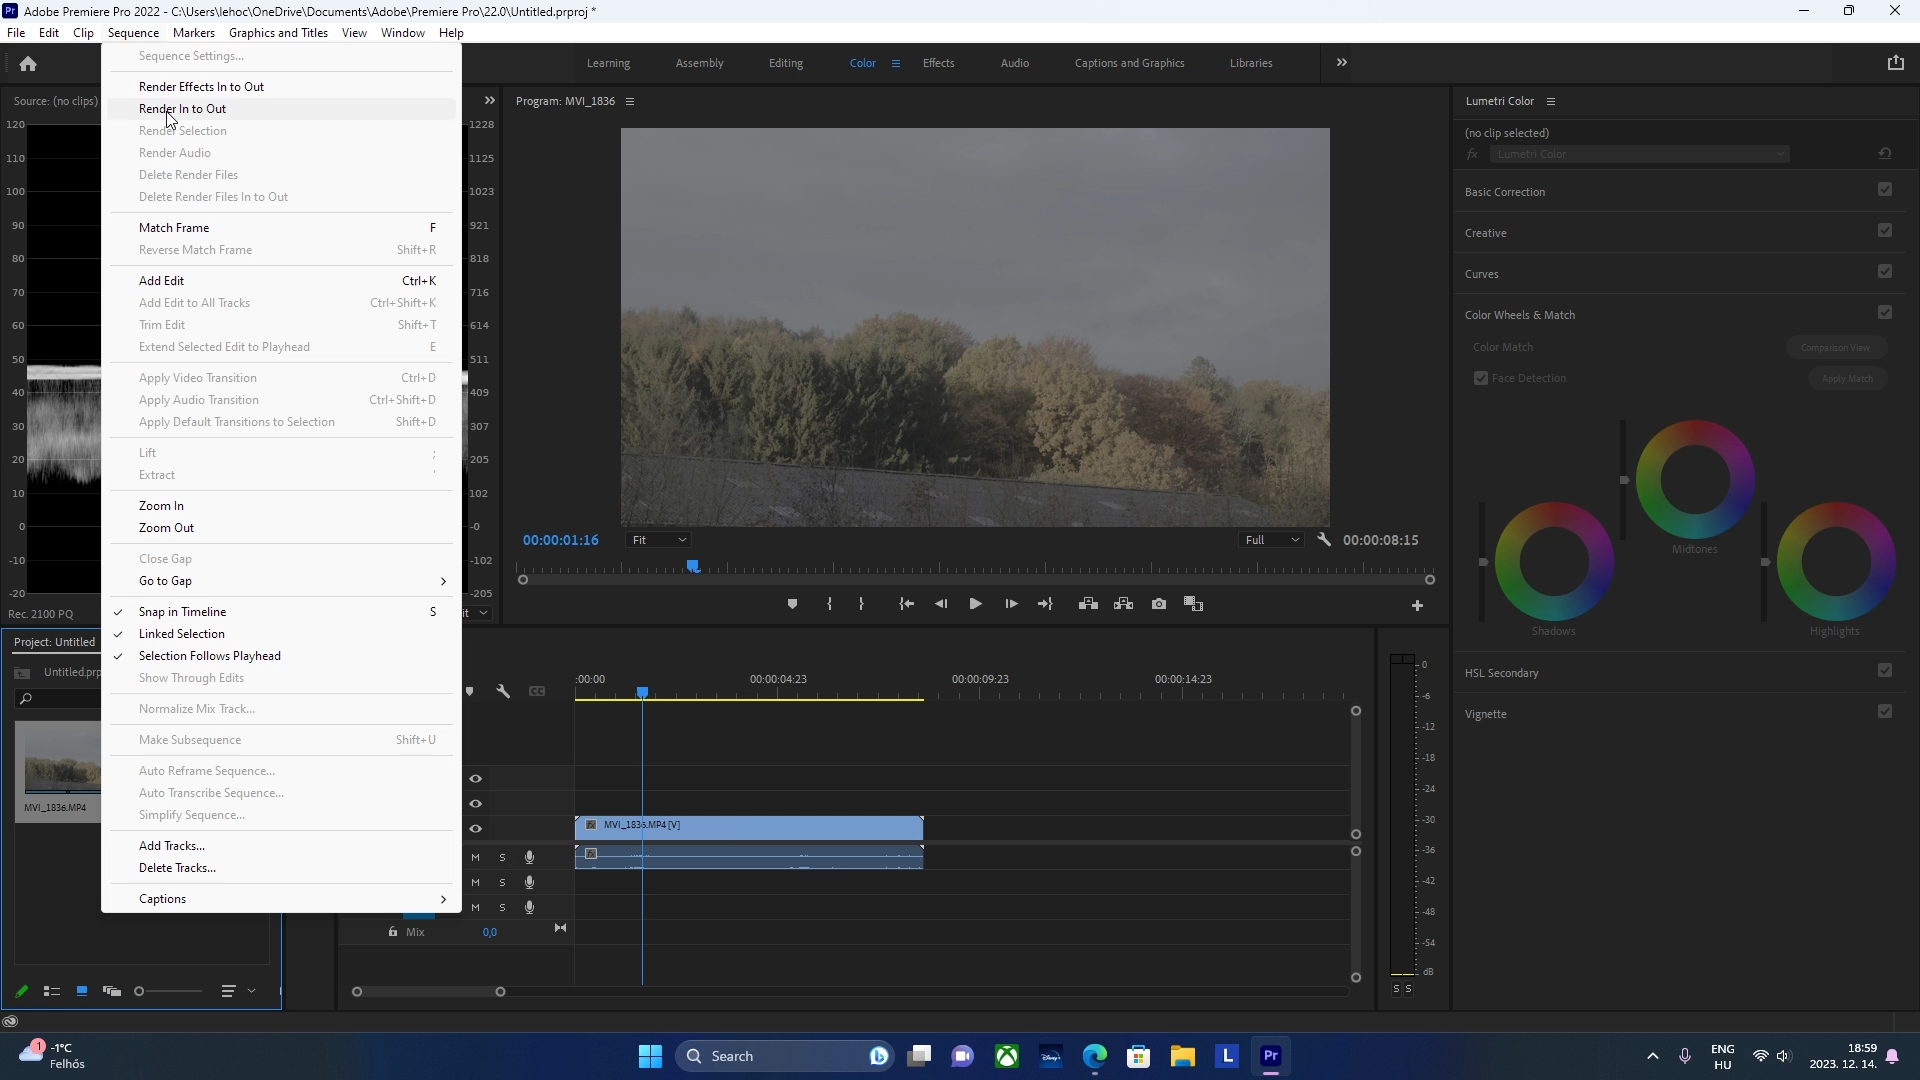 Pr Adobe Premiere Pro 2022 - C:\Users\lehoc\OneDrive\Documents\Adobe\Premiere Pro\22.0\Untitled.prproj *
File Edit Clip Sequence Markers Graphics and Titles View Window Help
Learning Assembly Editing Color Effects Audio Captions and Graphics Libraries
Sequence Settings...
Render Effects In to Out
Render In to Out
Render Selection
Render Audio
Delete Render Files
Delete Render Files In to Out
Match Frame F
Reverse Match Frame Shift+R
Add Edit Ctrl+K
Add Edit to All Tracks Ctrl+Shift+K
Trim Edit Shift+T
Extend Selected Edit to Playhead E
Apply Video Transition Ctrl+D
Apply Audio Transition Ctrl+Shift+D
Apply Default Transitions to Selection Shift+D
Lift ;
Extract '
Zoom In
Zoom Out
Close Gap
Go to Gap
Snap in Timeline S
Linked Selection
Selection Follows Playhead
Show Through Edits
Normalize Mix Track...
Make Subsequence Shift+U
Auto Reframe Sequence...
Auto Transcribe Sequence...
Simplify Sequence...
Add Tracks...
Delete Tracks...
Captions
Source: (no clips)
120
110
100
90
80
70
60
50
40
30
20
10
0
-10
-20
1228
1125
1023
921
818
716
614
511
409
307
205
102
-0
-102
-205
Rec. 2100 PQ
it
Program: MVI_1836
00:00:01:16 Fit Full 00:00:08:15
Lumetri Color
(no clip selected)
fx Lumetri Color
Basic Correction
Creative
Curves
Color Wheels & Match
Color Match Comparison View
Face Detection Apply Match
Midtones
Shadows Highlights
HSL Secondary
Vignette
Project: Untitled
Untitled.prp
MVI_1836.MP4
:00:00 00:00:04:23 00:00:09:23 00:00:14:23
MVI_1836.MP4 [V]
M S
M S
M S
Mix 0,0
0
-6
-12
-18
-24
-30
-36
-42
-48
-54
dB
S S
1 -1°C
Felhős
Search
Disney+
L
Pr
ENG
HU
18:59
2023. 12. 14.